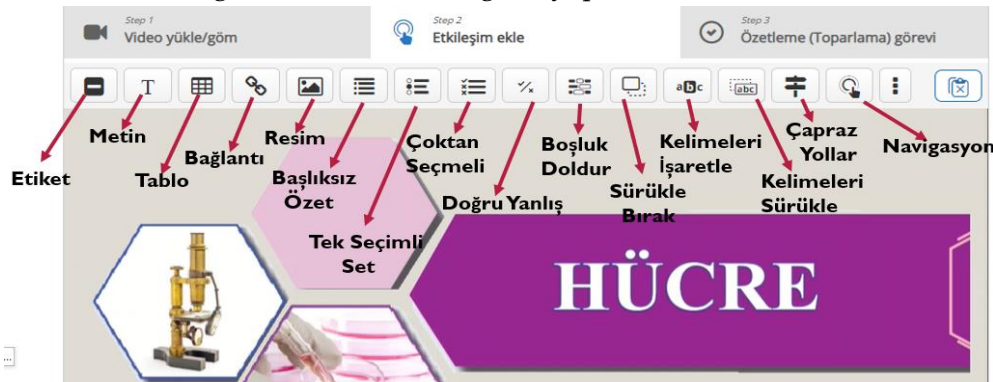 Step 1
Video yükle/göm
Step 2
Etkileşim ekle
Step 3
Özetleme (Toparlama) görevi
T
abc
abc
Etiket
Metin
Tablo
Bağlantı
Resim
Başlıksız
Özet
Tek Seçimli
Set
Çoktan
Seçmeli
Doğru Yanlış
Boşluk
Doldur
Sürükle
Bırak
Kelimeleri
İşaretle
Kelimeleri
Sürükle
Çapraz
Yollar
Navigasyon
HÜCRE
...